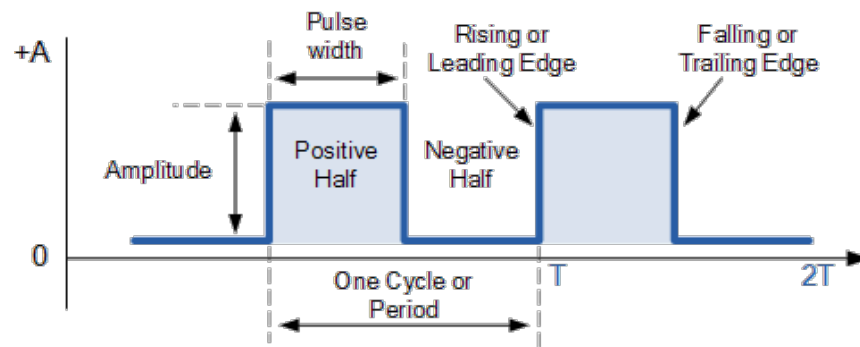 +A
Pulse
width
Rising or
Leading Edge
Falling or
Trailing Edge
Amplitude
Positive
Half
Negative
Half
0
One Cycle or
Period
T
2T